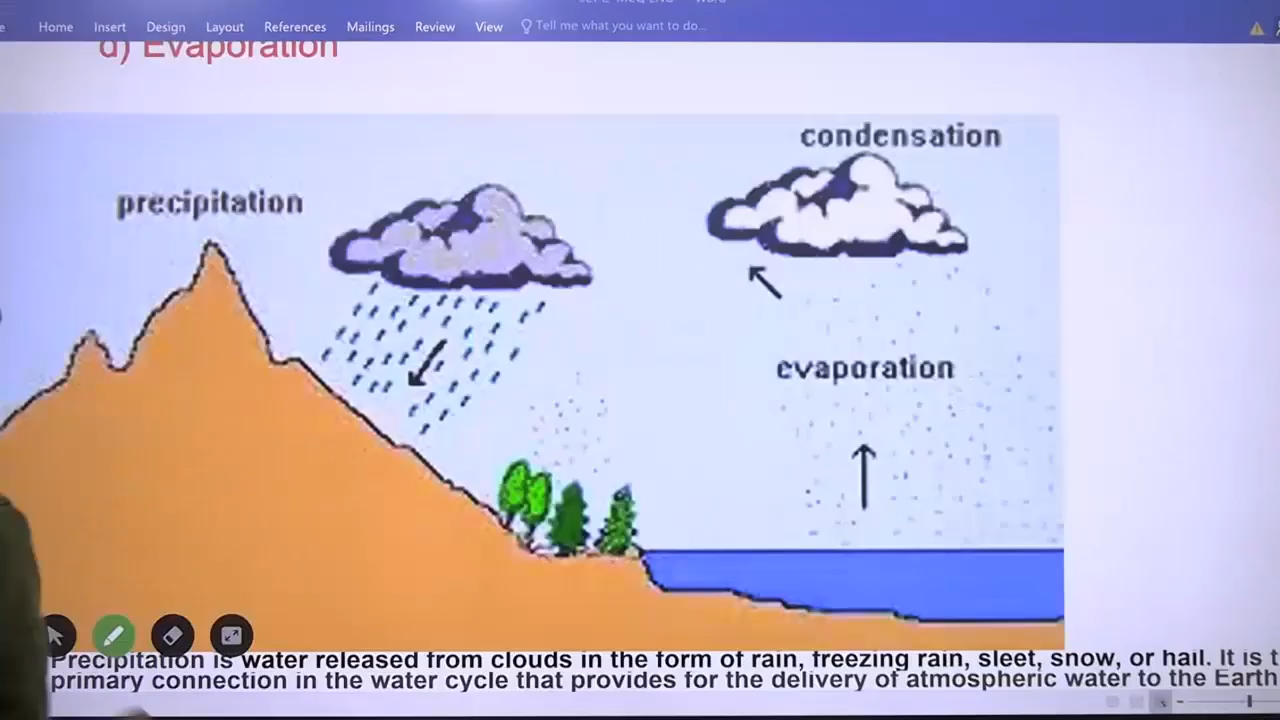 Home Insert Design Layout References Mailings Review View Tell me what you want to do...
d) Evaporation
condensation
precipitation
evaporation
Precipitation is water released from clouds in the form of rain, freezing rain, sleet, snow, or hail. It is t
primary connection in the water cycle that provides for the delivery of atmospheric water to the Earth